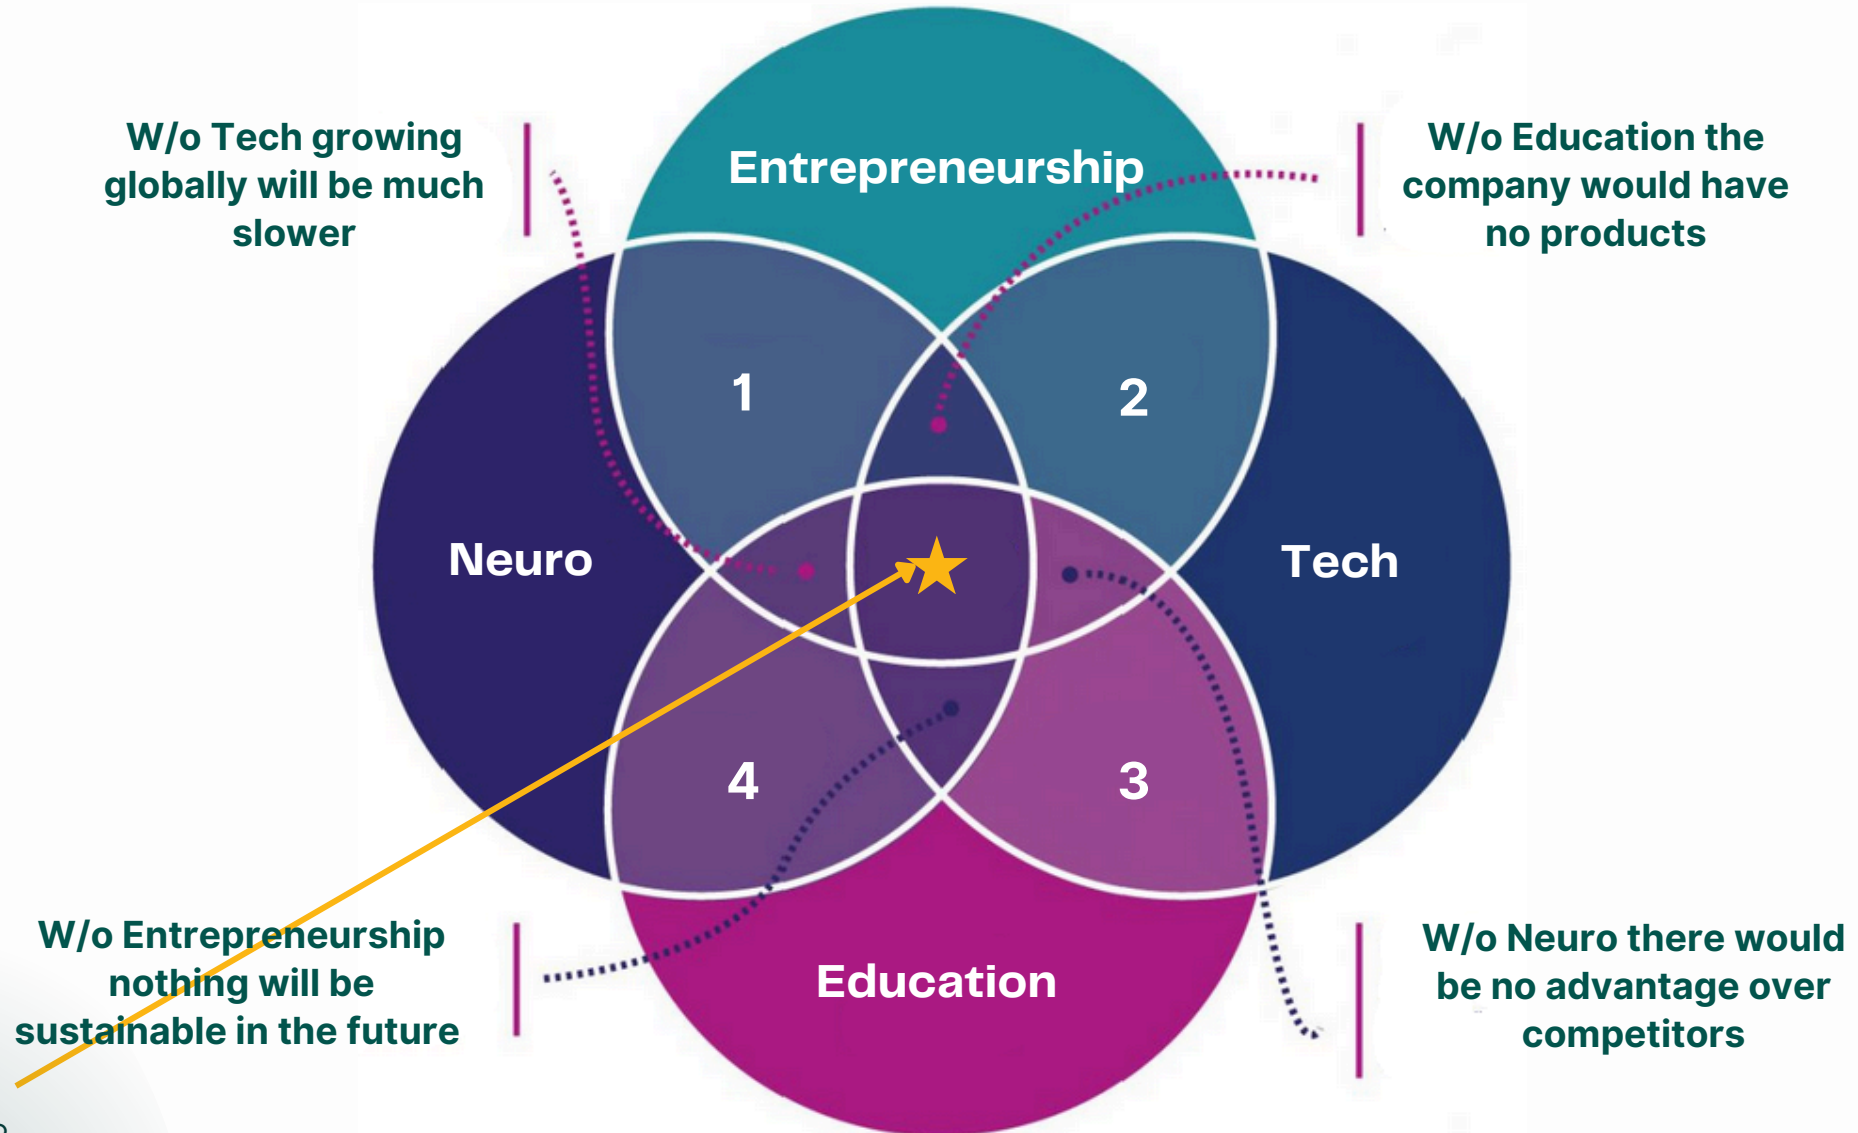 Entrepreneurship
W/o Tech growing
globally will be much
slower
W/o Education the
company would have
no products
1
2
Neuro
Tech
4
3
W/o Entrepreneurship
nothing will be
sustainable in the future
Education
W/o Neuro there would
be no advantage over
competitors